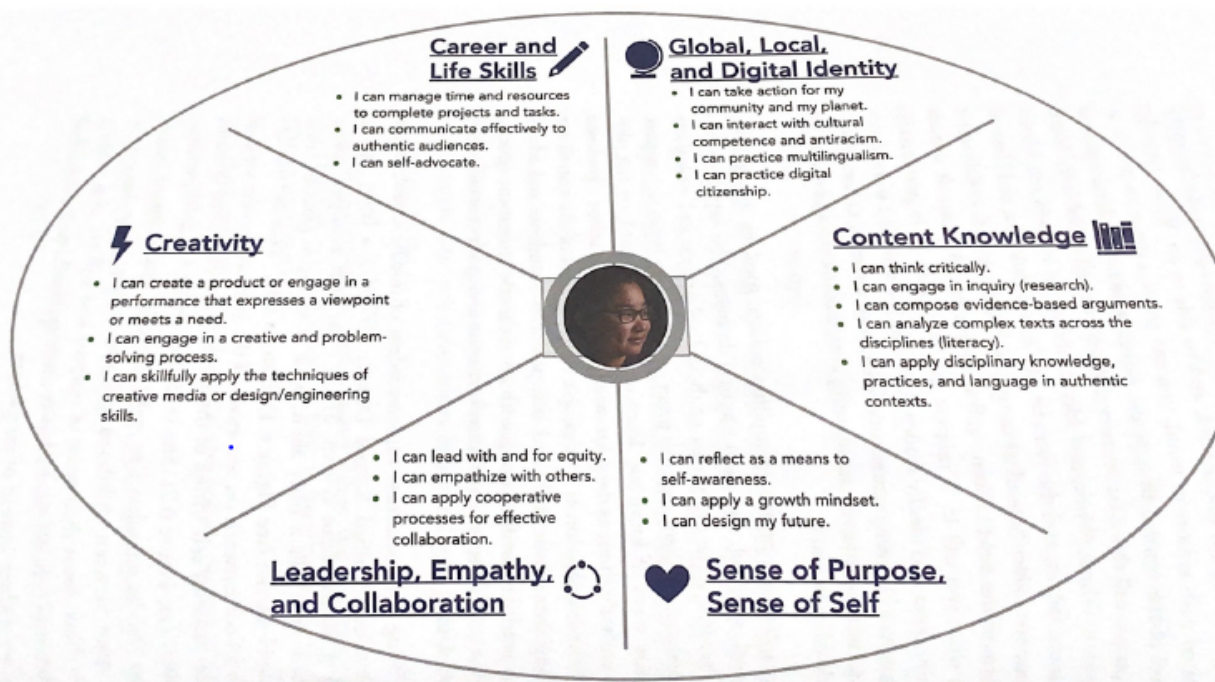 Career and
Life Skills
• I can manage time and resources
to complete projects and tasks.
• I can communicate effectively to
authentic audiences.
• I can self-advocate.
Global, Local,
and Digital Identity
• I can take action for my
community and my planet.
• I can interact with cultural
competence and antiracism.
• I can practice multilingualism.
• I can practice digital
citizenship.
Creativity
• I can create a product or engage in a
performance that expresses a viewpoint
or meets a need.
• I can engage in a creative and problem-
solving process.
• I can skillfully apply the techniques of
creative media or design/engineering
skills.
Content Knowledge
• I can think critically.
• I can engage in inquiry (research).
• I can compose evidence-based arguments.
• I can analyze complex texts across the
disciplines (literacy).
• I can apply disciplinary knowledge,
practices, and language in authentic
contexts.
• I can lead with and for equity.
• I can empathize with others.
• I can apply cooperative
processes for effective
collaboration.
Leadership, Empathy,
and Collaboration
• I can reflect as a means to
self-awareness.
• I can apply a growth mindset.
• I can design my future.
Sense of Purpose,
Sense of Self